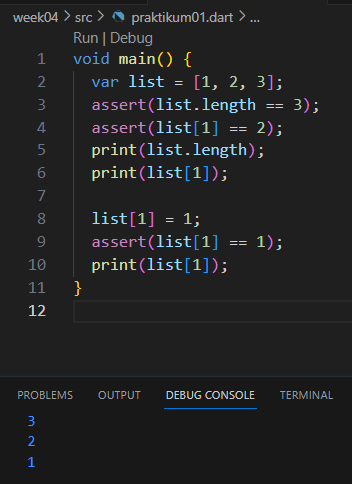 week04 > src > praktikum01.dart > ...
Run | Debug
1 void main() {
2   var list = [1, 2, 3];
3   assert(list.length == 3);
4   assert(list[1] == 2);
5   print(list.length);
6   print(list[1]);
7
8   list[1] = 1;
9   assert(list[1] == 1);
10   print(list[1]);
11 }
12
PROBLEMS OUTPUT DEBUG CONSOLE TERMINAL
3
2
1